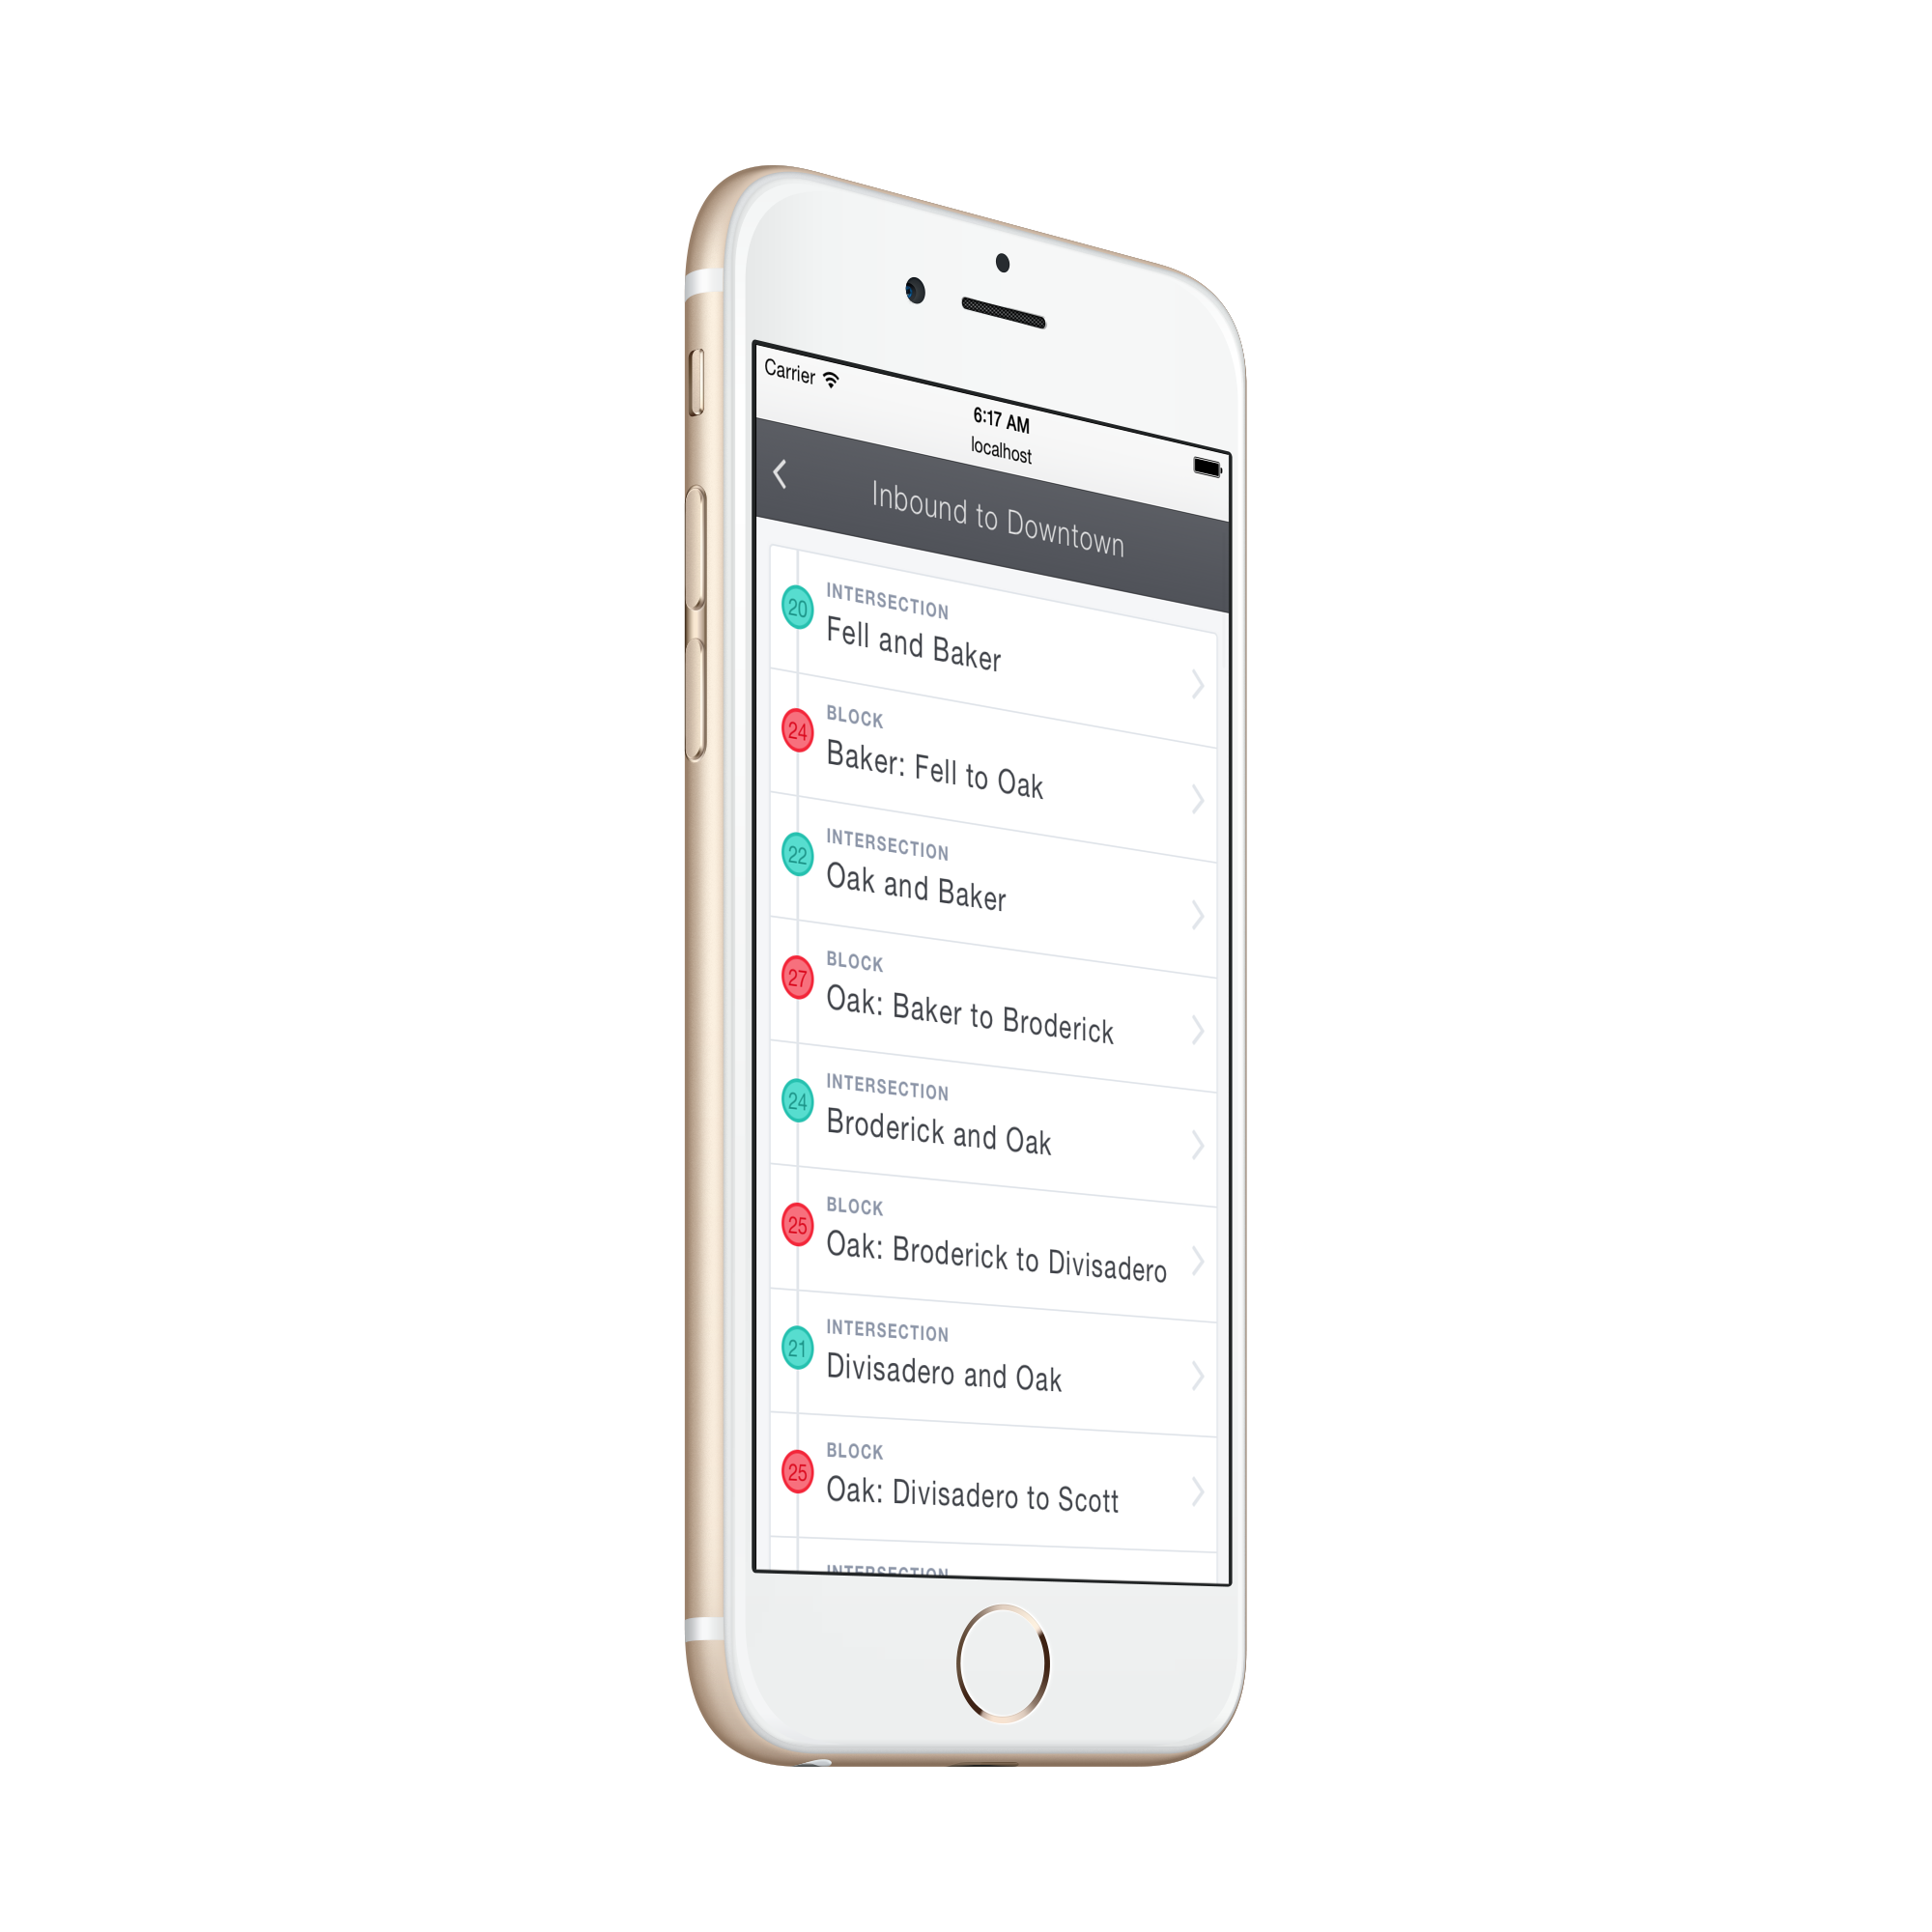 Carrier
6:17 AM
localhost
Inbound to Downtown
20
INTERSECTION
Fell and Baker
24
BLOCK
Baker: Fell to Oak
22
INTERSECTION
Oak and Baker
27
BLOCK
Oak: Baker to Broderick
24
INTERSECTION
Broderick and Oak
25
BLOCK
Oak: Broderick to Divisadero
21
INTERSECTION
Divisadero and Oak
25
BLOCK
Oak: Divisadero to Scott
INTERSECTION